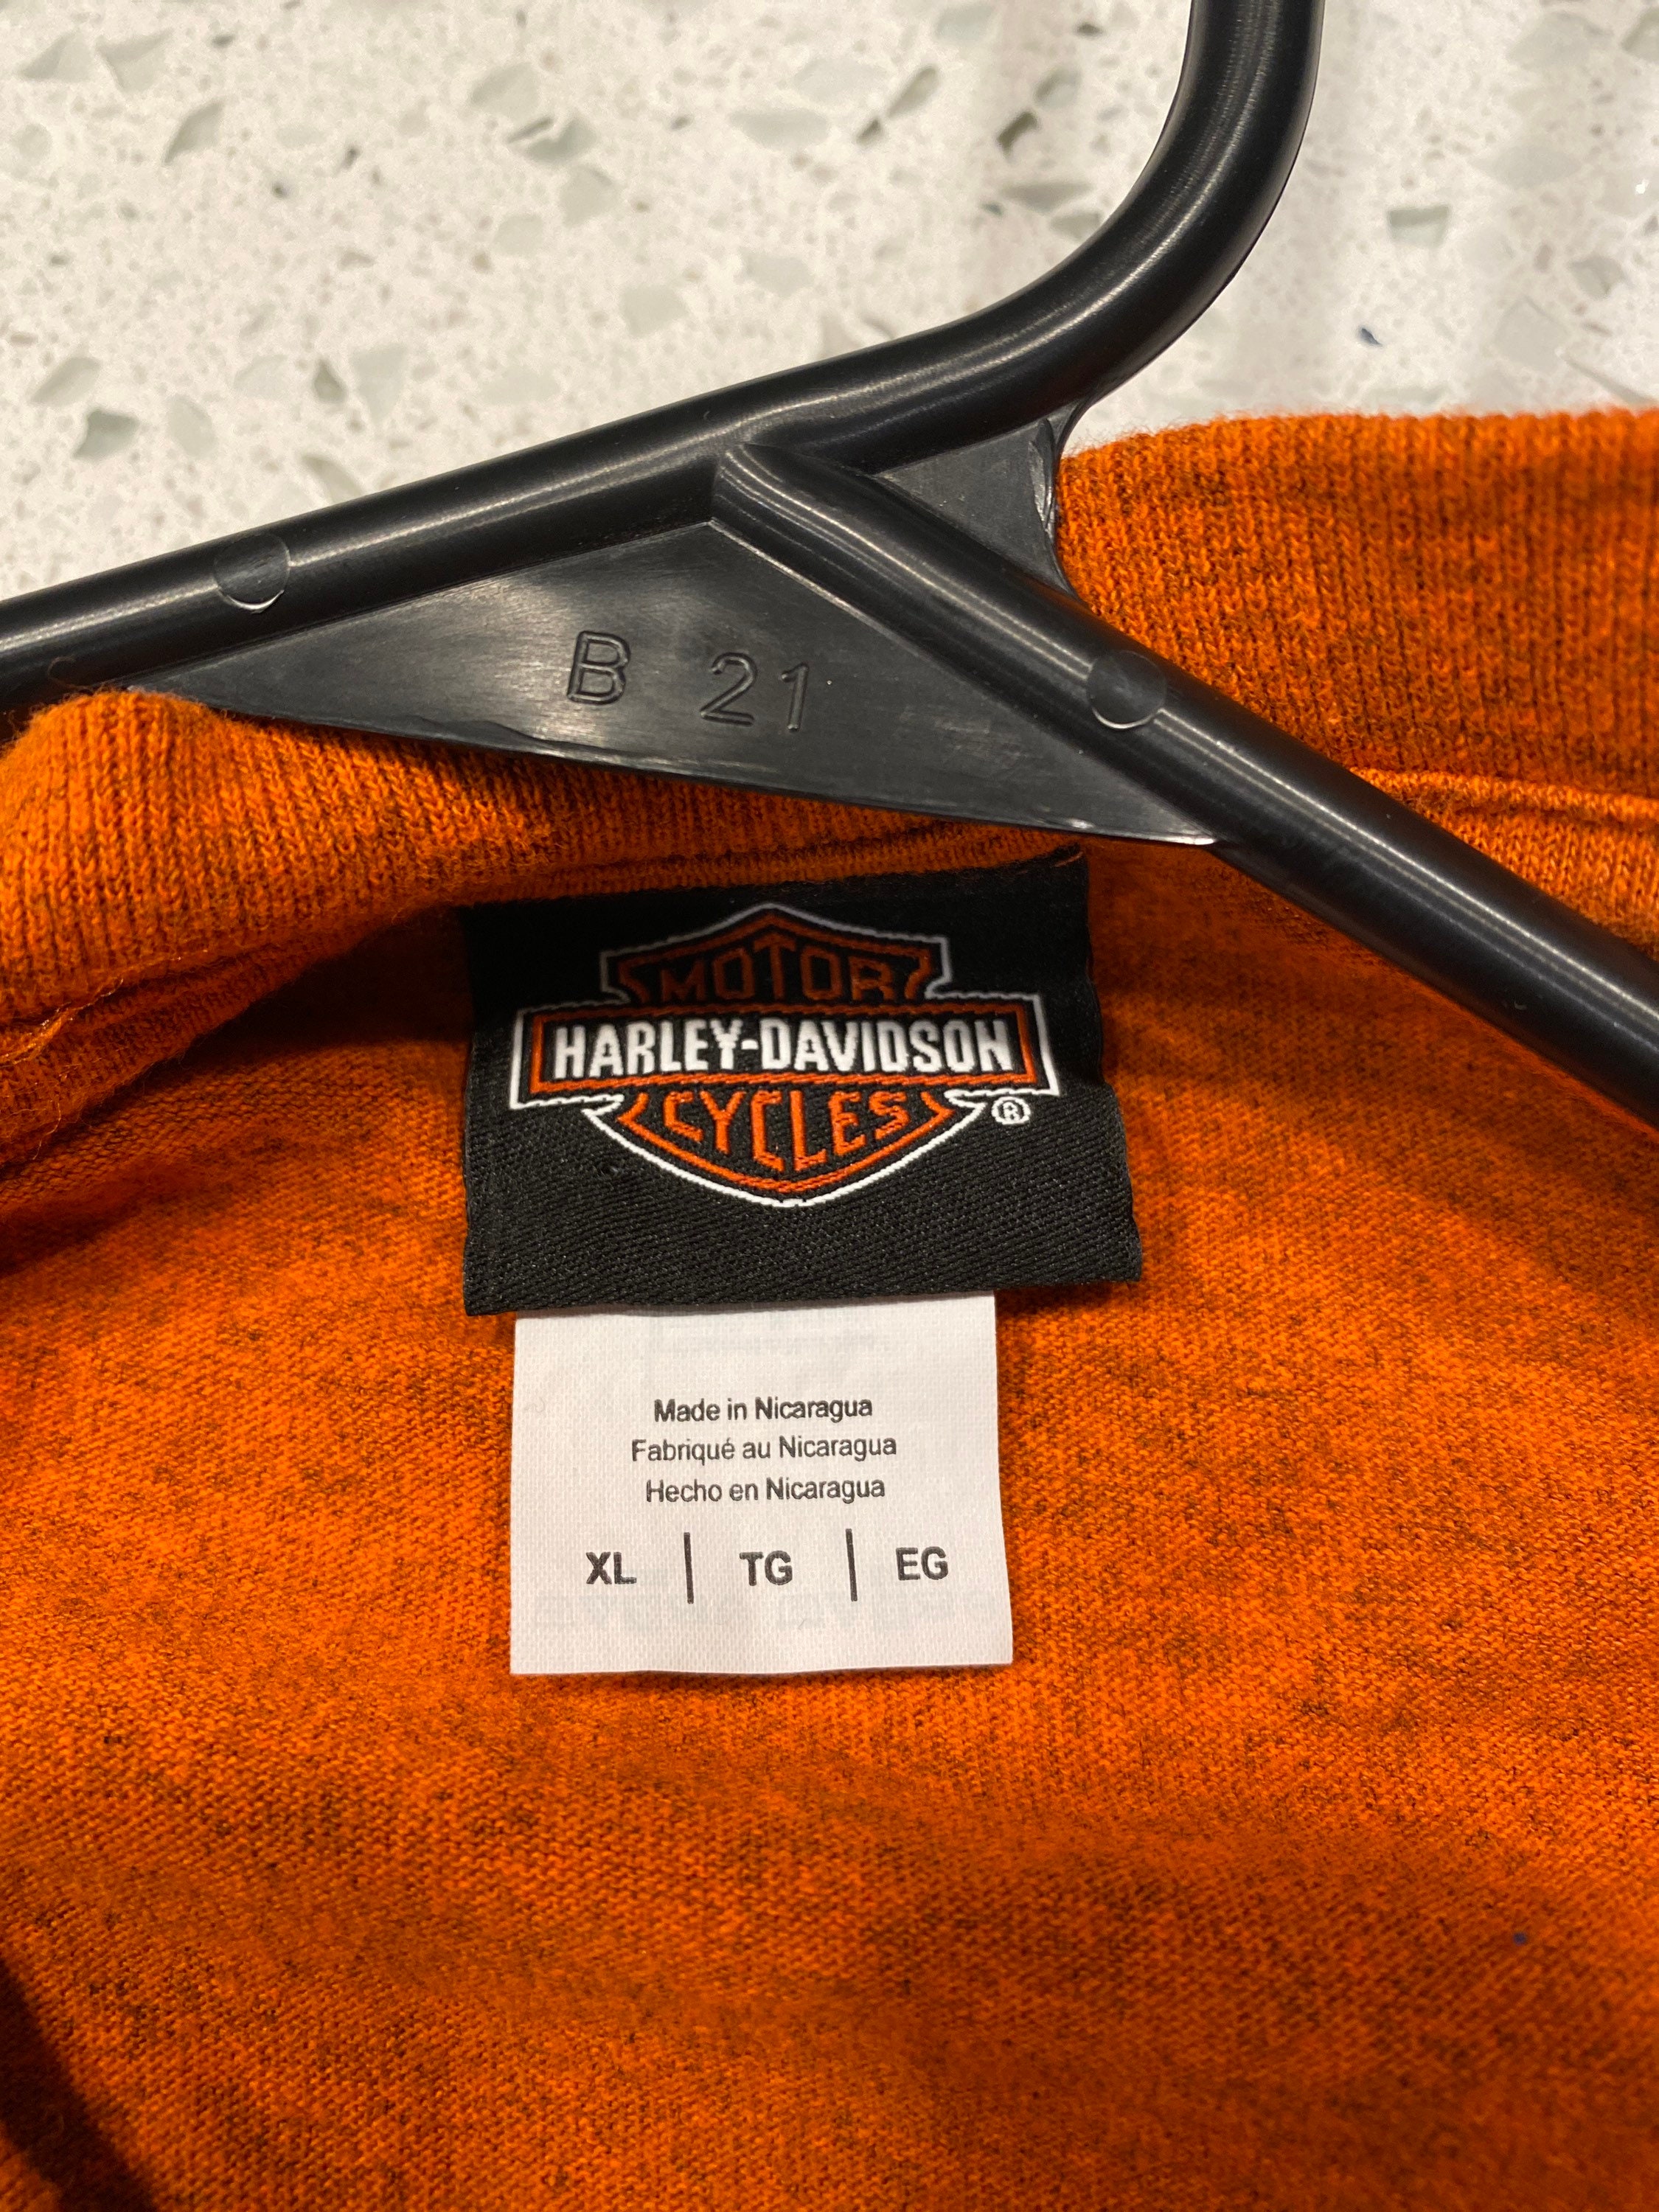 B 21
MOTOR
HARLEY-DAVIDSON
CYCLES ®
Made in Nicaragua
Fabriqué au Nicaragua
Hecho en Nicaragua
XL | TG | EG